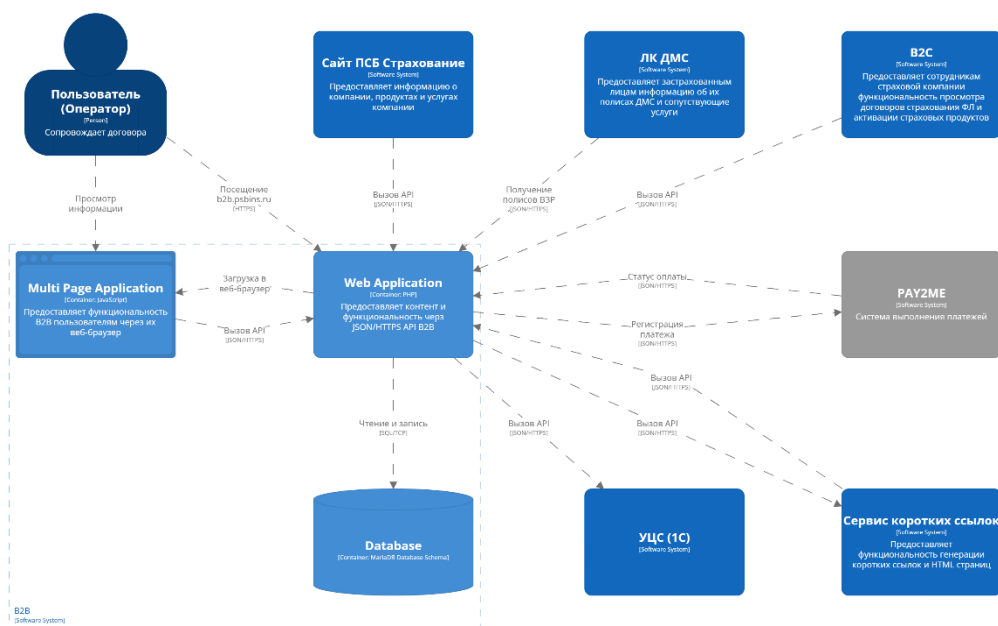 Пользователь
(Оператор)
[Person]
Сопровождает договора
Сайт ПСБ Страхование
[Software System]
Предоставляет информацию о
компании, продуктах и услугах
компании
ЛК ДМС
[Software System]
Предоставляет застрахованным
лицам информацию об их
полисах ДМС и сопутствующие
услуги
B2C
[Software System]
Предоставляет сотрудникам
страховой компании
функциональность просмотра
договоров страхования ФЛ и
активации страховых продуктов
Просмотр
информации
Посещение
b2b.psbins.ru
[HTTPS]
Вызов API
[JSON/HTTPS]
Получение
полисов ВЗР
[JSON/HTTPS]
Вызов API
[JSON/HTTPS]
Multi Page Application
[Container: JavaScript]
Предоставляет функциональность
B2B пользователям через их
веб-браузер
Загрузка в
веб-браузер
Вызов API
[JSON/HTTPS]
Web Application
[Container: PHP]
Предоставляет контент и
функциональность черз
JSON/HTTPS API B2B
Статус оплаты
[JSON/HTTPS]
Регистрация
платежа
[JSON/HTTPS]
PAY2ME
[Software System]
Система выполнения платежей
Вызов API
[JSON/HTTPS]
Чтение и запись
[SQL/TCP]
Вызов API
[JSON/HTTPS]
Вызов API
[JSON/HTTPS]
Database
[Container: MariaDB Database Schema]
УЦС (1С)
[Software System]
Сервис коротких ссылок
[Software System]
Предоставляет
функциональность генерации
коротких ссылок и HTML страниц
B2B
[Software System]